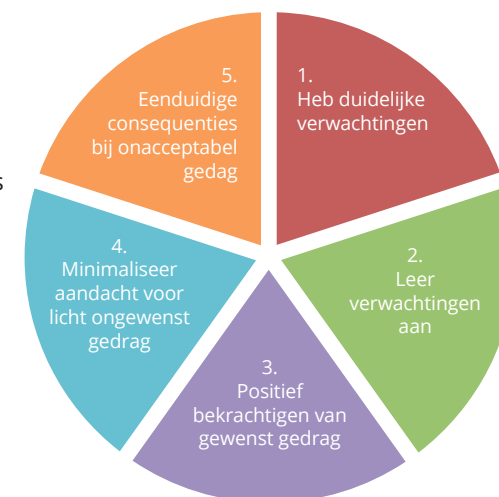 1.
Heb duidelijke
verwachtingen
2.
Leer
verwachtingen
aan
3.
Positief
bekrachtigen van
gewenst gedrag
4.
Minimaliseer
aandacht voor
licht ongewenst
gedrag
5.
Eenduidige
consequenties
bij onacceptabel
gedag
s